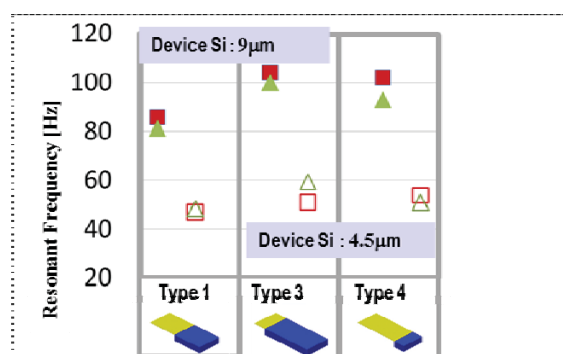 120
Device Si : 9μm
100
80
60
40
Device Si : 4.5μm
20
Resonant Frequency [Hz]
Type 1
Type 3
Type 4